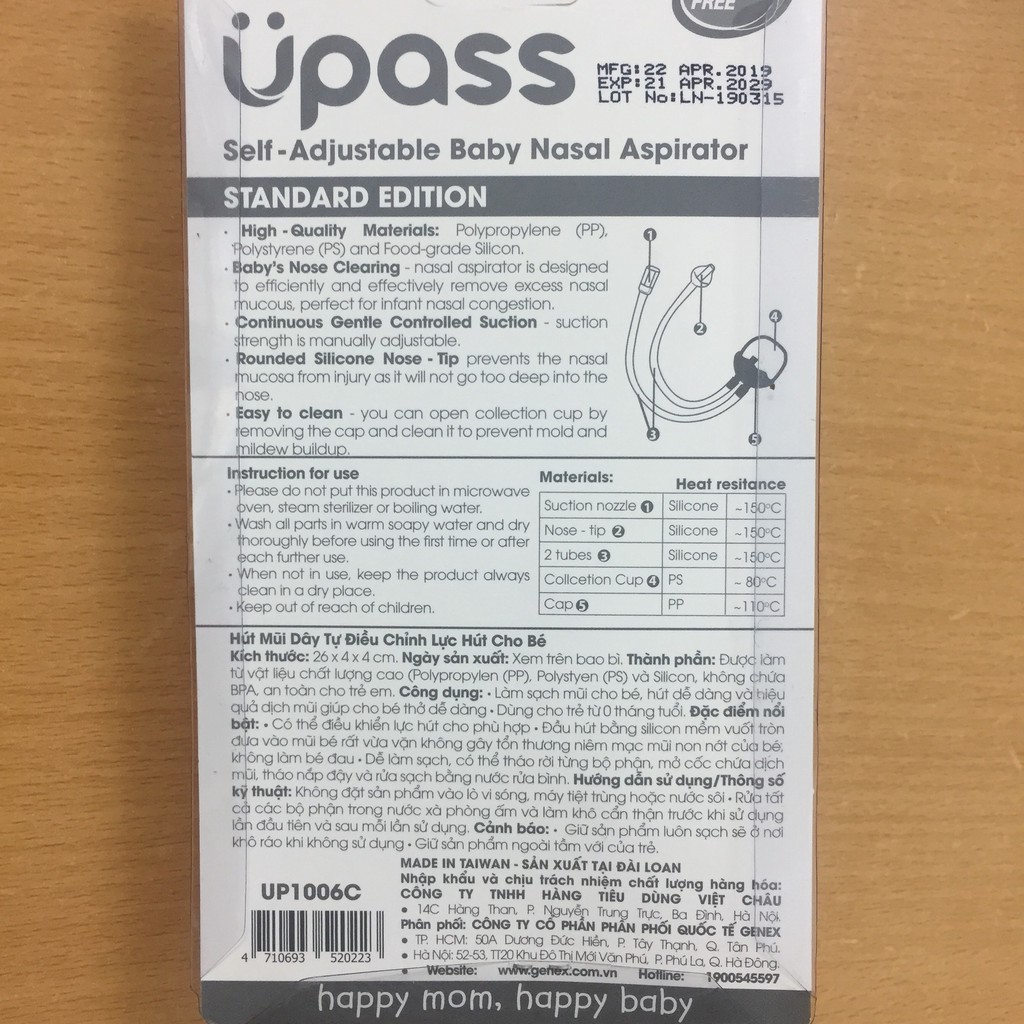 FREE
üpass
MFG:22 APR.2019
EXP:21 APR.2029
LOT No:LN-190315
Self-Adjustable Baby Nasal Aspirator
STANDARD EDITION
• High-Quality Materials: Polypropylene (PP),
Polystyrene (PS) and Food-grade Silicon.
• Baby's Nose Clearing - nasal aspirator is designed
to efficiently and effectively remove excess nasal
mucous, perfect for infant nasal congestion.
• Continuous Gentle Controlled Suction - suction
strength is manually adjustable.
• Rounded Silicone Nose-Tip prevents the nasal
mucosa from injury as it will not go too deep into the
nose.
• Easy to clean - you can open collection cup by
removing the cap and clean it to prevent mold and
mildew buildup.
1
2
4
3
5
Instruction for use
• Please do not put this product in microwave
oven, steam sterilizer or boiling water.
• Wash all parts in warm soapy water and dry
thoroughly before using the first time or after
each further use.
• When not in use, keep the product always
clean in a dry place.
• Keep out of reach of children.
Materials: Heat resitance
Suction nozzle 1 Silicone ~150°C
Nose - tip 2 Silicone ~150°C
2 tubes 3 Silicone ~150°C
Collcetion Cup 4 PS ~ 80°C
Cap 5 PP ~110°C
Hút Mũi Dây Tự Điều Chỉnh Lực Hút Cho Bé
Kích thước: 26 x 4 x 4 cm. Ngày sản xuất: Xem trên bao bì. Thành phần: Được làm
từ vật liệu chất lượng cao (Polypropylen (PP), Polystyen (PS) và Silicon, không chứa
BPA, an toàn cho trẻ em. Công dụng: • Làm sạch mũi cho bé, hút dễ dàng và hiệu
quả dịch mũi giúp cho bé thở dễ dàng • Dùng cho trẻ từ 0 tháng tuổi. Đặc điểm nổi
bật: • Có thể điều khiển lực hút cho phù hợp • Đầu hút bằng silicon mềm vuốt tròn
đưa vào mũi bé rất vừa vặn không gây tổn thương niêm mạc mũi non nớt của bé,
không làm bé đau • Dễ làm sạch, có thể tháo rời từng bộ phận, mở cốc chứa dịch
mũi, tháo nắp đậy và rửa sạch bằng nước rửa bình. Hướng dẫn sử dụng/Thông số
kỹ thuật: Không đặt sản phẩm vào lò vi sóng, máy tiệt trùng hoặc nước sôi • Rửa tất
cả các bộ phận trong nước xà phòng ấm và làm khô cẩn thận trước khi sử dụng
lần đầu tiên và sau mỗi lần sử dụng. Cảnh báo: • Giữ sản phẩm luôn sạch sẽ ở nơi
khô ráo khi không sử dụng • Giữ sản phẩm ngoài tầm với của trẻ.
MADE IN TAIWAN - SẢN XUẤT TẠI ĐÀI LOAN
Nhập khẩu và chịu trách nhiệm chất lượng hàng hóa:
CÔNG TY TNHH HÀNG TIÊU DÙNG VIỆT CHÂU
• 14C Hàng Than, P. Nguyễn Trung Trực, Ba Đình, Hà Nội.
Phân phối: CÔNG TY CỔ PHẦN PHÂN PHỐI QUỐC TẾ GENEX
• TP. HCM: 50A Dương Đức Hiền, P. Tây Thạnh, Q. Tân Phú.
• Hà Nội: 52-53, TT20 Khu Đô Thị Mới Văn Phú, P. Phú La, Q. Hà Đông.
• Website: www.genex.com.vn Hotline: 1900545597
UP1006C
4 710693 520223
happy mom, happy baby